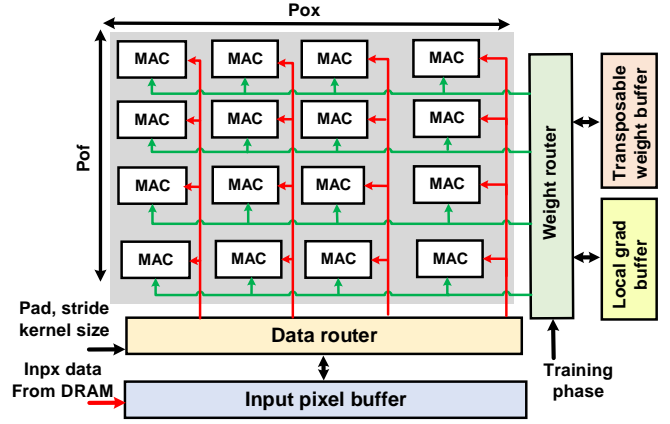 Pox
Pof
MAC MAC MAC MAC
MAC MAC MAC MAC
MAC MAC MAC MAC
MAC MAC MAC MAC
Weight router
Transposable
weight buffer
Local grad
buffer
Pad, stride
kernel size
Data router
Training
phase
Inpx data
From DRAM
Input pixel buffer